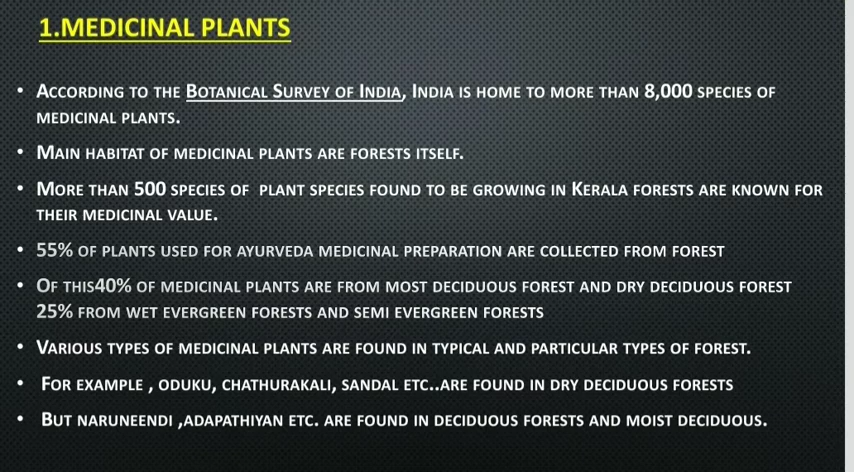 1.MEDICINAL PLANTS
• ACCORDING TO THE BOTANICAL SURVEY OF INDIA, INDIA IS HOME TO MORE THAN 8,000 SPECIES OF
MEDICINAL PLANTS.
• MAIN HABITAT OF MEDICINAL PLANTS ARE FORESTS ITSELF.
• MORE THAN 500 SPECIES OF PLANT SPECIES FOUND TO BE GROWING IN KERALA FORESTS ARE KNOWN FOR
THEIR MEDICINAL VALUE.
• 55% OF PLANTS USED FOR AYURVEDA MEDICINAL PREPARATION ARE COLLECTED FROM FOREST
• OF THIS40% OF MEDICINAL PLANTS ARE FROM MOST DECIDUOUS FOREST AND DRY DECIDUOUS FOREST
25% FROM WET EVERGREEN FORESTS AND SEMI EVERGREEN FORESTS
• VARIOUS TYPES OF MEDICINAL PLANTS ARE FOUND IN TYPICAL AND PARTICULAR TYPES OF FOREST.
• FOR EXAMPLE , ODUKU, CHATHURAKALI, SANDAL ETC..ARE FOUND IN DRY DECIDUOUS FORESTS
• BUT NARUNEENDI ,ADAPATHIYAN ETC. ARE FOUND IN DECIDUOUS FORESTS AND MOIST DECIDUOUS.